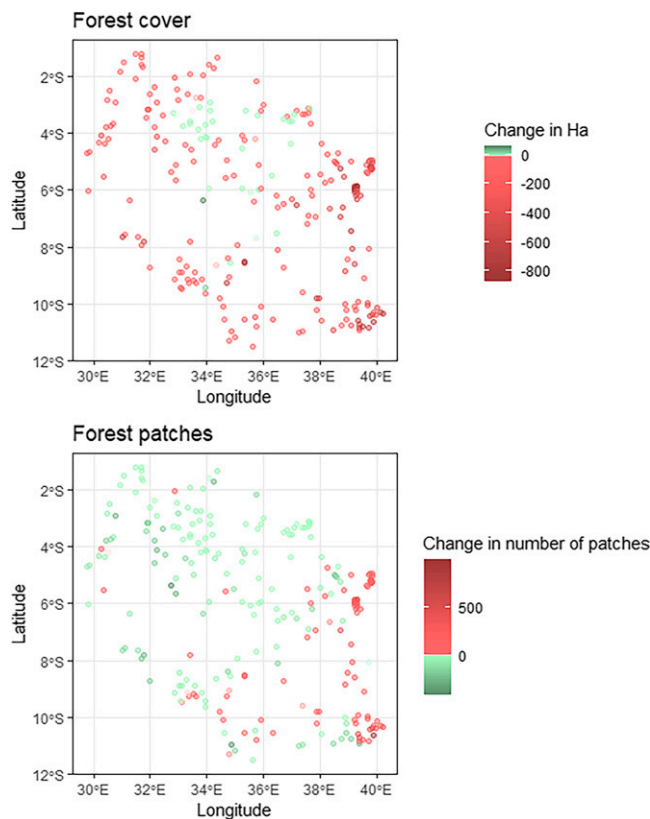 Forest cover
2°S
4°S
6°S
8°S
10°S
12°S
Latitude
30°E 32°E 34°E 36°E 38°E 40°E
Longitude
Change in Ha
0
-200
-400
-600
-800
Forest patches
2°S
4°S
6°S
8°S
10°S
12°S
Latitude
30°E 32°E 34°E 36°E 38°E 40°E
Longitude
Change in number of patches
500
0